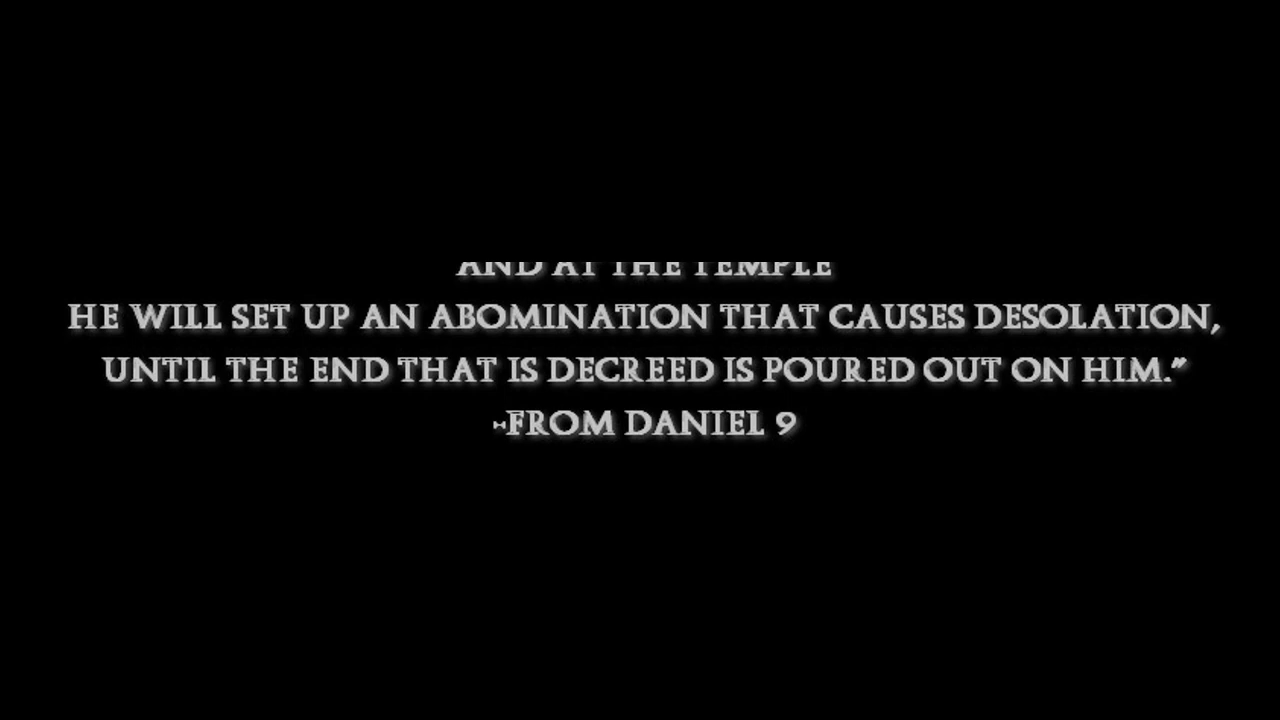 AND AT THE TEMPLE
HE WILL SET UP AN ABOMINATION THAT CAUSES DESOLATION,
UNTIL THE END THAT IS DECREED IS POURED OUT ON HIM."
-FROM DANIEL 9